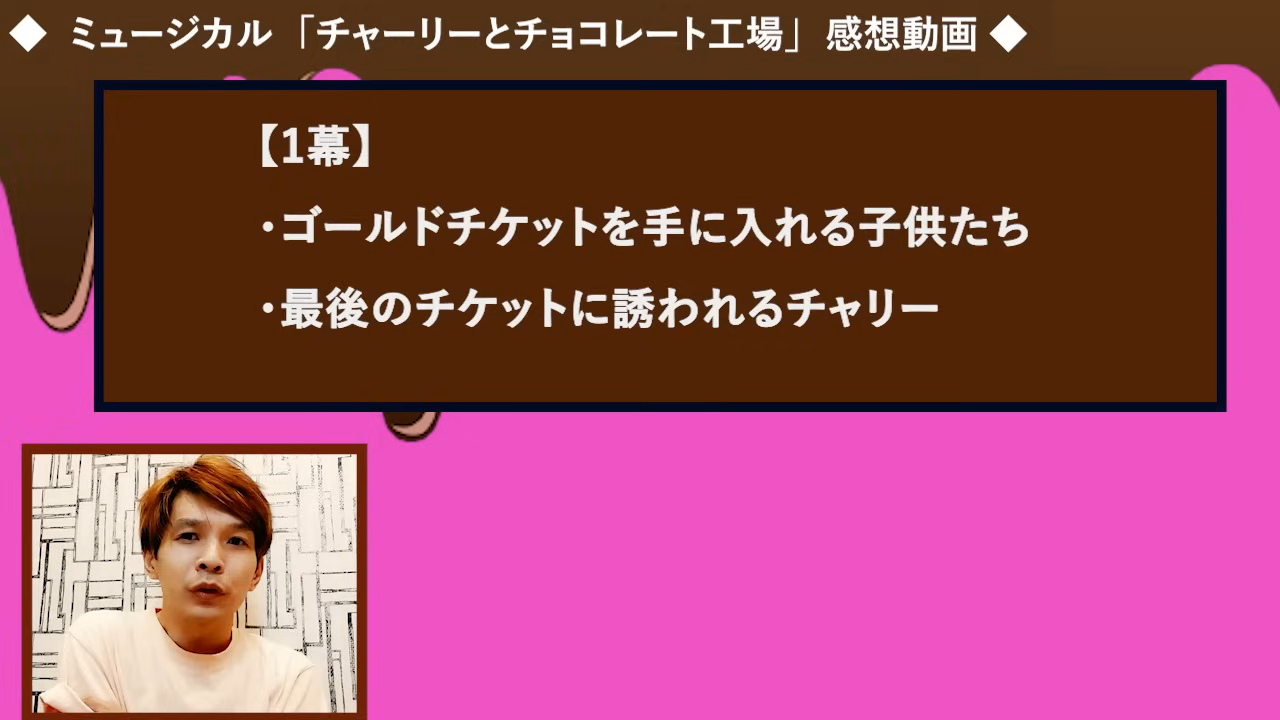 ◆ ミュージカル「チャーリーとチョコレート工場」 感想動画 ◆
【1幕】
・ゴールドチケットを手に入れる子供たち
・最後のチケットに誘われるチャリー